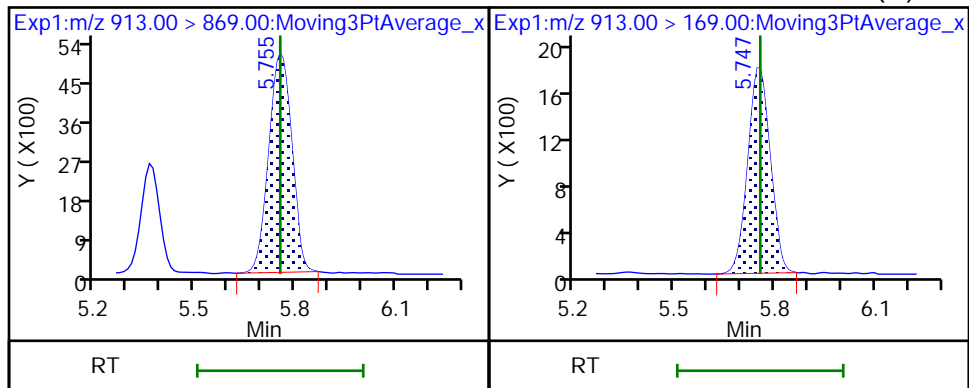 Exp1:m/z 913.00 > 869.00:Moving3PtAverage_x
Y ( X100)
54
45
36
27
18
9
0
5.755
5.2
5.5
5.8
6.1
Min
RT
Exp1:m/z 913.00 > 169.00:Moving3PtAverage_x
Y ( X100)
20
16
12
8
4
0
5.747
5.2
5.5
5.8
6.1
Min
RT